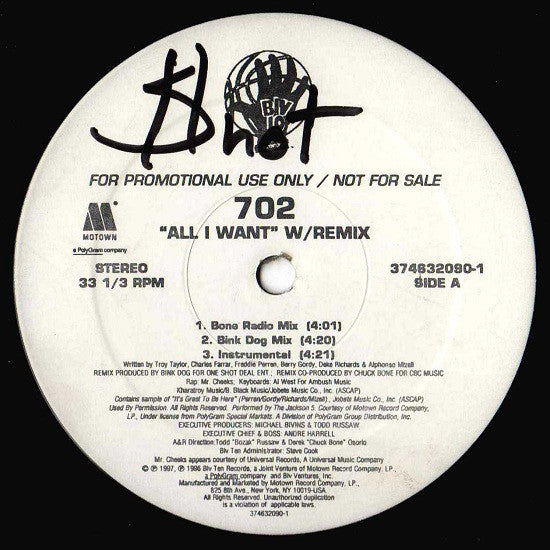 $hot
BIV
10
FOR PROMOTIONAL USE ONLY / NOT FOR SALE
702
"ALL I WANT" W/REMIX
MOTOWN
a PolyGram company
STEREO
33 1/3 RPM
374632090-1
SIDE A
1. Bone Radio Mix (4:01)
2. Bink Dog Mix (4:20)
3. Instrumental (4:21)
Written by Troy Taylor, Charles Farrar, Freddie Perren, Berry Gordy, Deke Richards & Alphonso Mizell
REMIX PRODUCED BY BINK DOG FOR ONE SHOT DEAL ENT.; REMIX CO-PRODUCED BY CHUCK BONE FOR CBC MUSIC
Rap: Mr. Cheeks; Keyboards: Al West For Ambush Music
Kharatroy Music/B. Black Music/Jobete Music Co., Inc. (ASCAP)
Contains sample of "It's Great To Be Here" (Perren/Gordy/Richards/Mizell), Jobete Music Co., Inc. (ASCAP)
Used By Permission. All Rights Reserved. Performed by The Jackson 5. Courtesy of Motown Record Company,
L.P., Under license from PolyGram Special Markets. A Division of PolyGram Group Distribution, Inc.
EXECUTIVE PRODUCERS: MICHAEL BIVINS & TODD RUSSAW
EXECUTIVE CHIEF & BOSS: ANDRE HARRELL
A&R Direction: Todd "Bozak" Russaw & Derek "Chuck Bone" Osorio
Biv Ten Administrator: Steve Cook
Mr. Cheeks appears courtesy of Universal Records, A Universal Music Company
© ℗ 1997, ℗ 1996 Biv Ten Records, a Joint Venture of Motown Record Company, L.P.,
a PolyGram company and Biv Ventures, Inc.
Manufactured and Marketed by Motown Record Company, L.P.,
825 8th Ave., New York, NY 10019-USA
All Rights Reserved. Unauthorized duplication
is a violation of applicable laws.
374632090-1